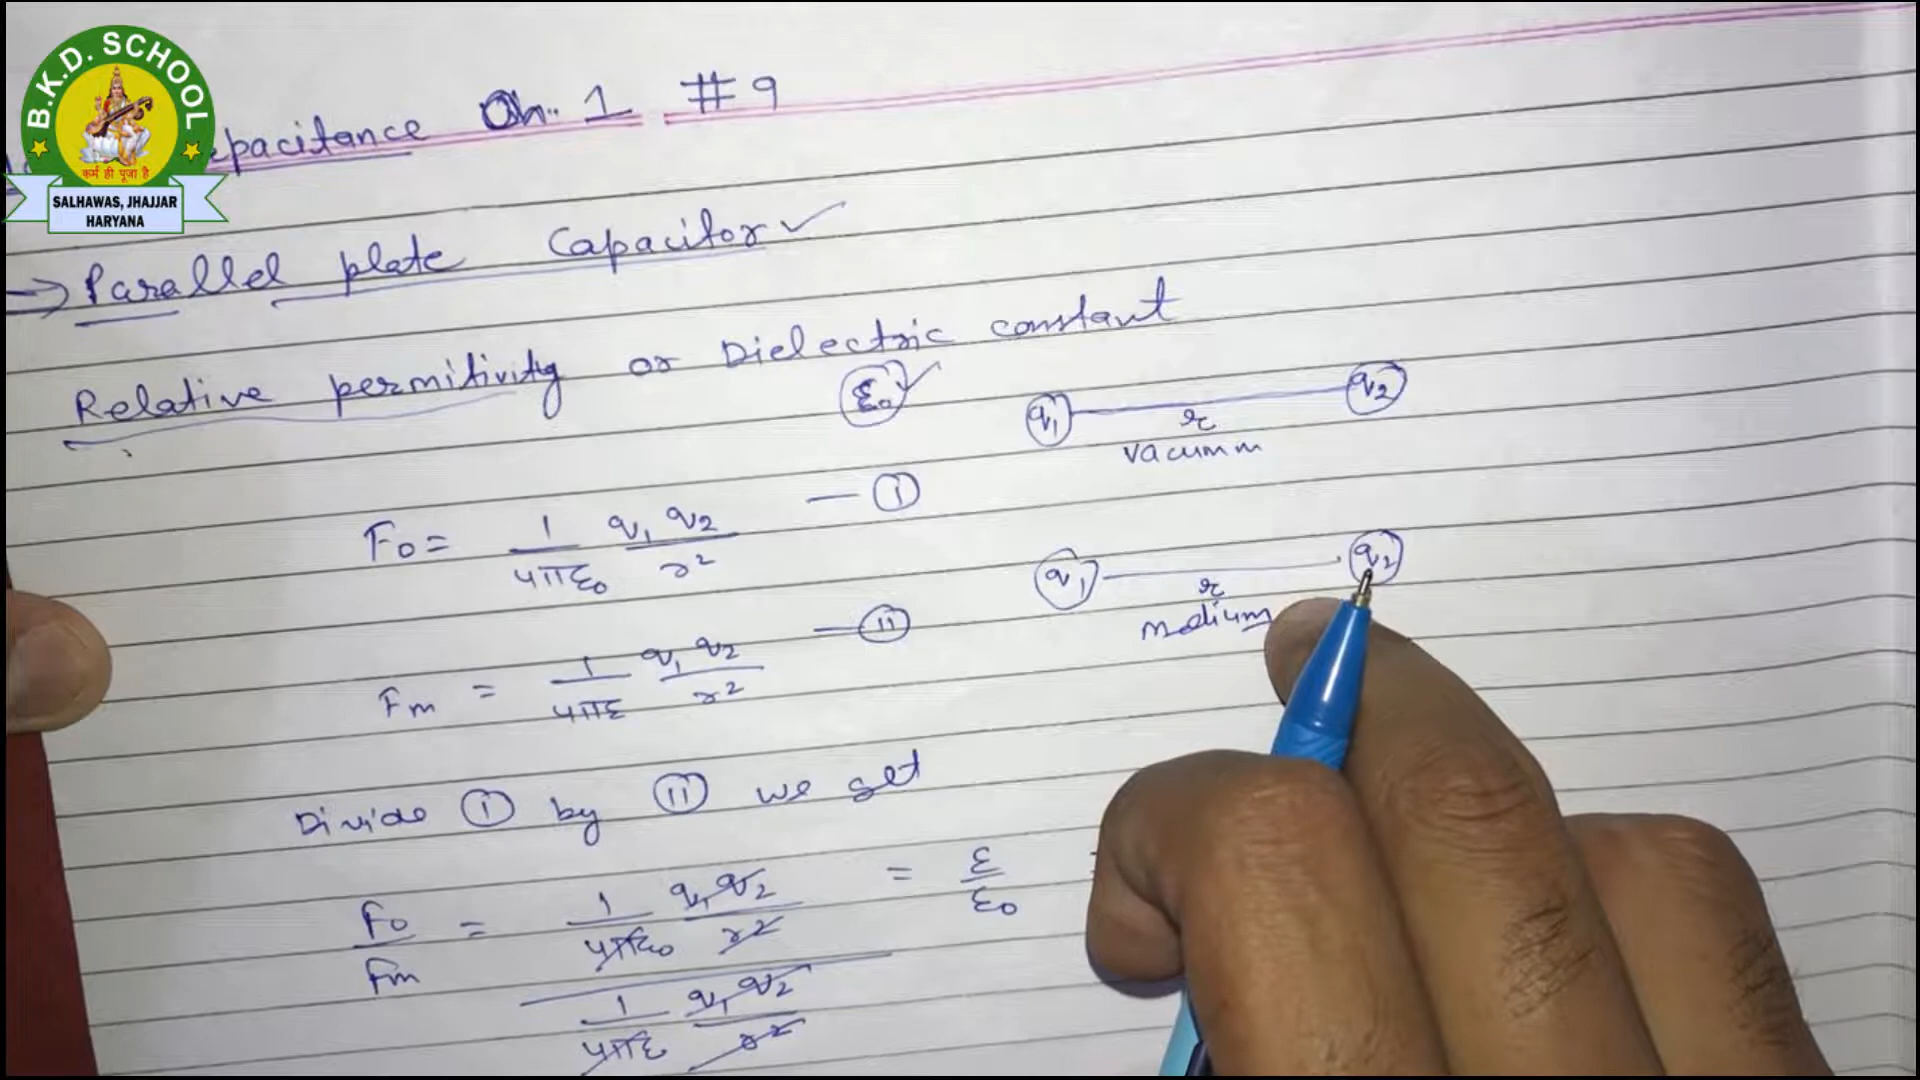 B.K.D. SCHOOL
कर्म ही पूजा है
SALHAWAS, JHAJJAR
HARYANA
apacitance Ch. 1 #9
→ Parallel plate Capacitor ✓
Relative permitivity or Dielectric constant
ε₀ ✓
q₁ q₂
r
vacumm
F₀ = 1/4πε₀ q₁q₂/r² — (i)
q₁ q₂
r
medium
Fm = 1/4πε q₁q₂/r² — (ii)
Divide (i) by (ii) we get
F₀/Fm = 1/4πε₀ q₁q₂/r² = ε/ε₀
1/4πε q₁q₂/r²